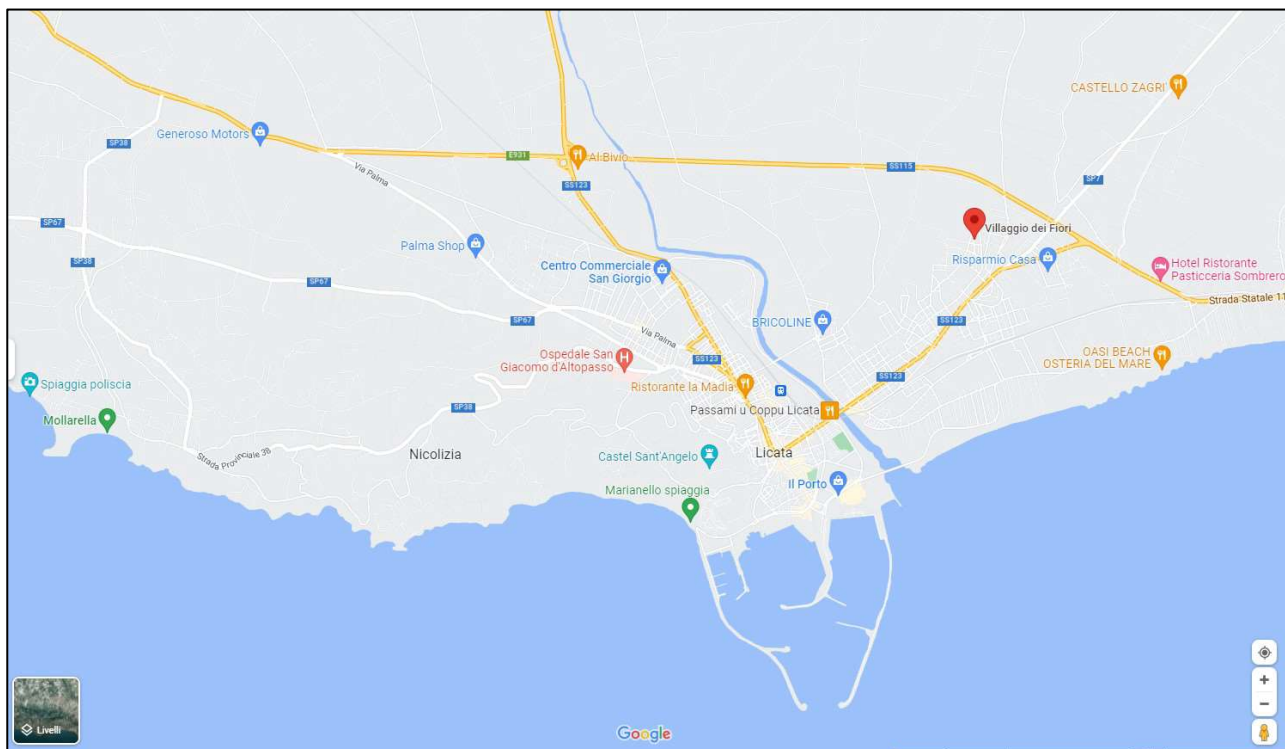 CASTELLO ZAGRI'
Generoso Motors
SP38
Via Palma
E931
Al Bivio
SS123
SS115
SP7
SP67
Villaggio dei Fiori
Palma Shop
SP38
Centro Commerciale
San Giorgio
Risparmio Casa
Hotel Ristorante
Pasticceria Sombrero
SP67
Strada Statale 11
SP67
BRICOLINE
SS123
Via Palma
Ospedale San
Giacomo d'Altopasso
SS123
OASI BEACH
OSTERIA DEL MARE
SS123
Spiaggia poliscia
Ristorante la Madia
SP38
Passami u Coppu Licata
Mollarella
Strada Provinciale 38
Nicolizia
Castel Sant'Angelo
Licata
Il Porto
Marianello spiaggia
Livelli
Google